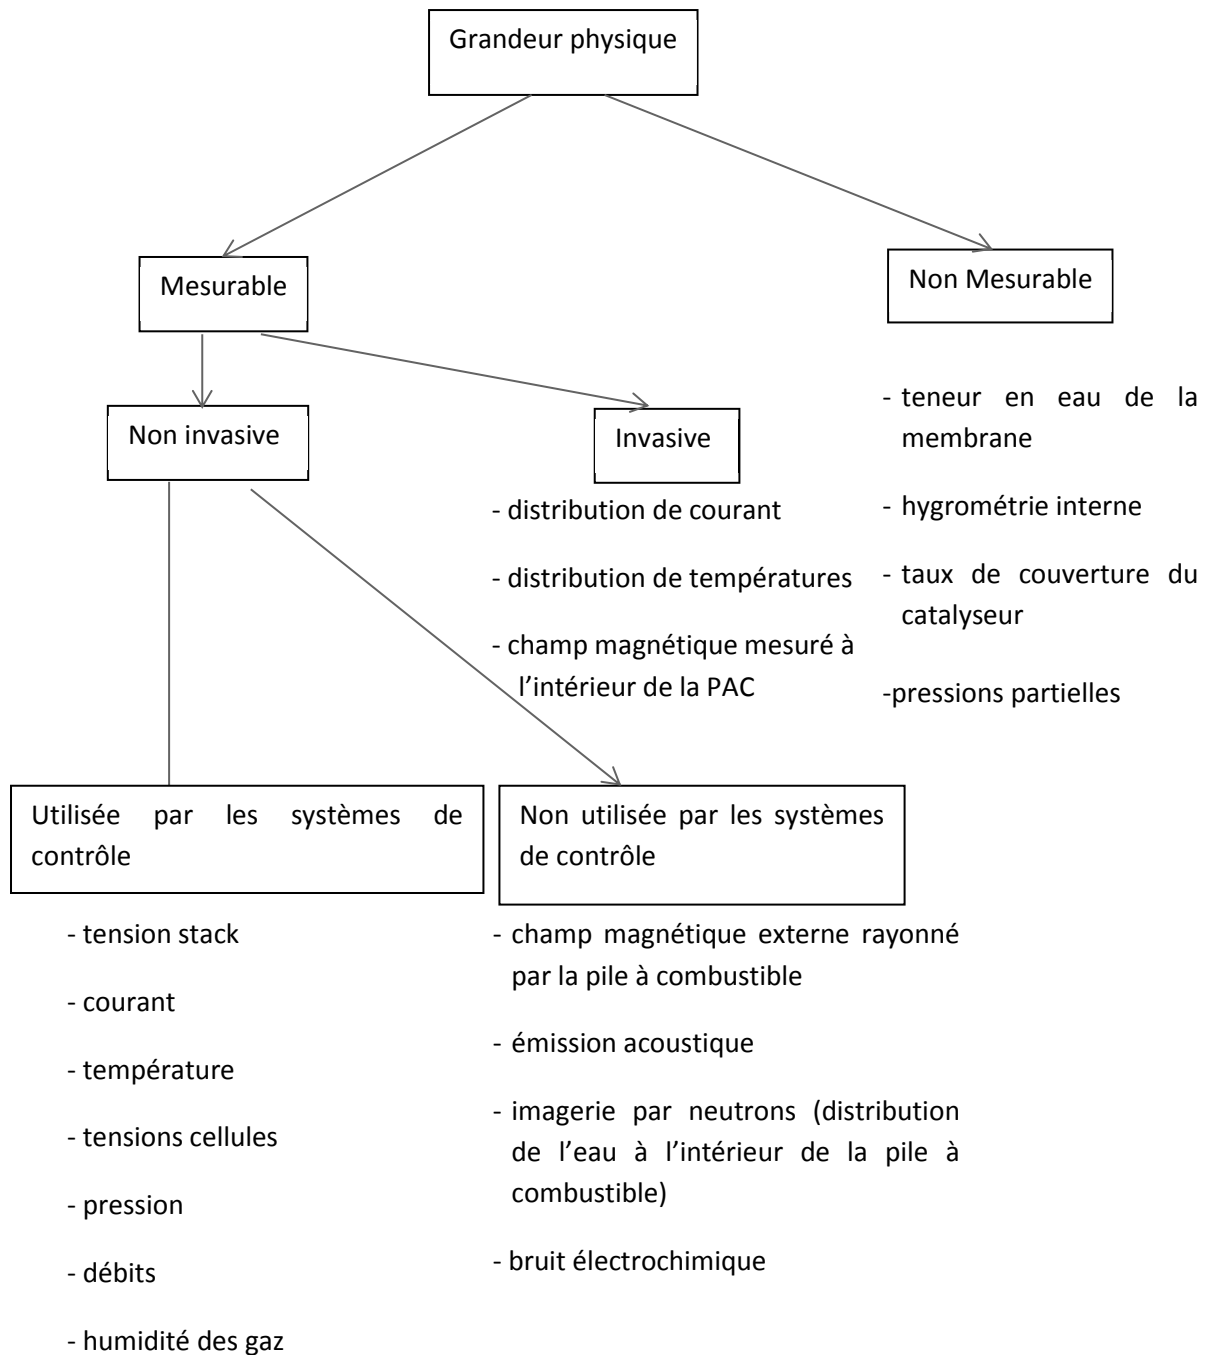 Grandeur physique
Mesurable
Non Mesurable
Non invasive
Invasive
- distribution de courant
- distribution de températures
- champ magnétique mesuré à
l’intérieur de la PAC
- teneur en eau de la
membrane
- hygrométrie interne
- taux de couverture du
catalyseur
-pressions partielles
Utilisée par les systèmes de
contrôle
- tension stack
- courant
- température
- tensions cellules
- pression
- débits
- humidité des gaz
Non utilisée par les systèmes
de contrôle
- champ magnétique externe rayonné
par la pile à combustible
- émission acoustique
- imagerie par neutrons (distribution
de l’eau à l’intérieur de la pile à
combustible)
- bruit électrochimique